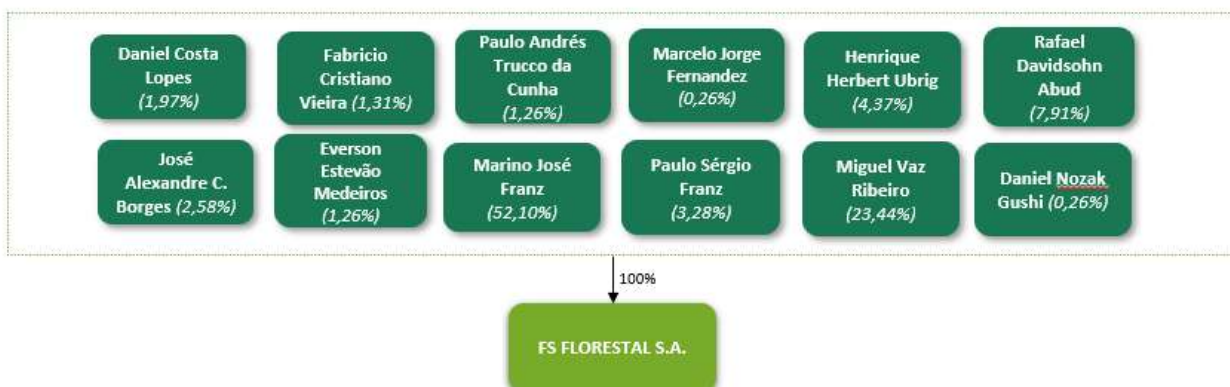 Daniel Costa
Lopes
(1,97%)
Fabricio
Cristiano
Vieira (1,31%)
Paulo Andrés
Trucco da
Cunha
(1,26%)
Marcelo Jorge
Fernandez
(0,26%)
Henrique
Herbert Ubrig
(4,37%)
Rafael
Davidsohn
Abud
(7,91%)
José
Alexandre C.
Borges (2,58%)
Everson
Estevão
Medeiros
(1,26%)
Marino José
Franz
(52,10%)
Paulo Sérgio
Franz
(3,28%)
Miguel Vaz
Ribeiro
(23,44%)
Daniel Nozak
Gushi (0,26%)
100%
FS FLORESTAL S.A.